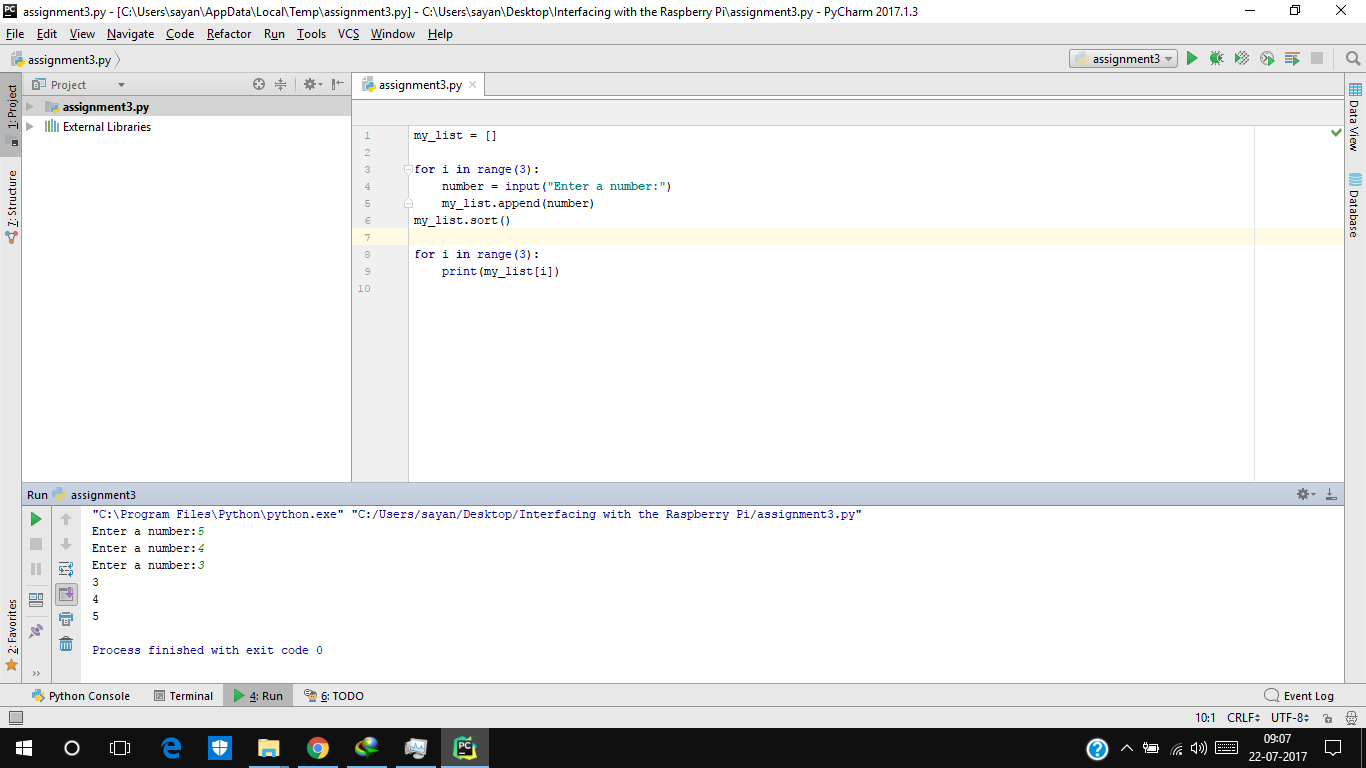 assignment3.py - [C:\Users\sayan\AppData\Local\Temp\assignment3.py] - C:\Users\sayan\Desktop\Interfacing with the Raspberry Pi\assignment3.py - PyCharm 2017.1.3
File Edit View Navigate Code Refactor Run Tools VCS Window Help
assignment3.py
assignment3
1: Project
7: Structure
2: Favorites
Project
assignment3.py
External Libraries
assignment3.py
1 my_list = []
2
3 for i in range(3):
4     number = input("Enter a number:")
5     my_list.append(number)
6 my_list.sort()
7
8 for i in range(3):
9     print(my_list[i])
10
Data View
Database
Run assignment3
"C:\Program Files\Python\python.exe" "C:/Users/sayan/Desktop/Interfacing with the Raspberry Pi/assignment3.py"
Enter a number:5
Enter a number:4
Enter a number:3
3
4
5
Process finished with exit code 0
Python Console Terminal 4: Run 6: TODO Event Log
10:1 CRLF UTF-8
PC
09:07
22-07-2017